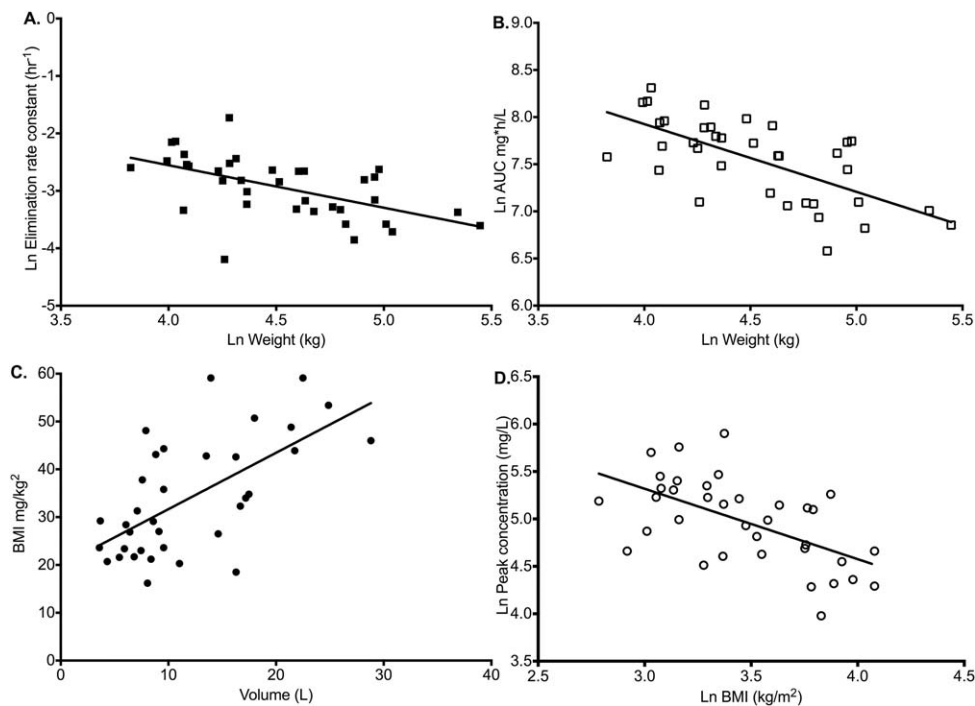 A.
Ln Elimination rate constant (hr⁻¹)
0
-1
-2
-3
-4
-5
3.5 4.0 4.5 5.0 5.5
Ln Weight (kg)
B.
Ln AUC mg*h/L
9.0
8.5
8.0
7.5
7.0
6.5
6.0
3.5 4.0 4.5 5.0 5.5
Ln Weight (kg)
C.
BMI mg/kg²
60
50
40
30
20
10
0
0 10 20 30 40
Volume (L)
D.
Ln Peak concentration (mg/L)
6.5
6.0
5.5
5.0
4.5
4.0
3.5
2.5 3.0 3.5 4.0 4.5
Ln BMI (kg/m²)